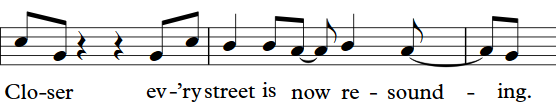 Clo-ser ev-'ry street is now re - sound - ing.